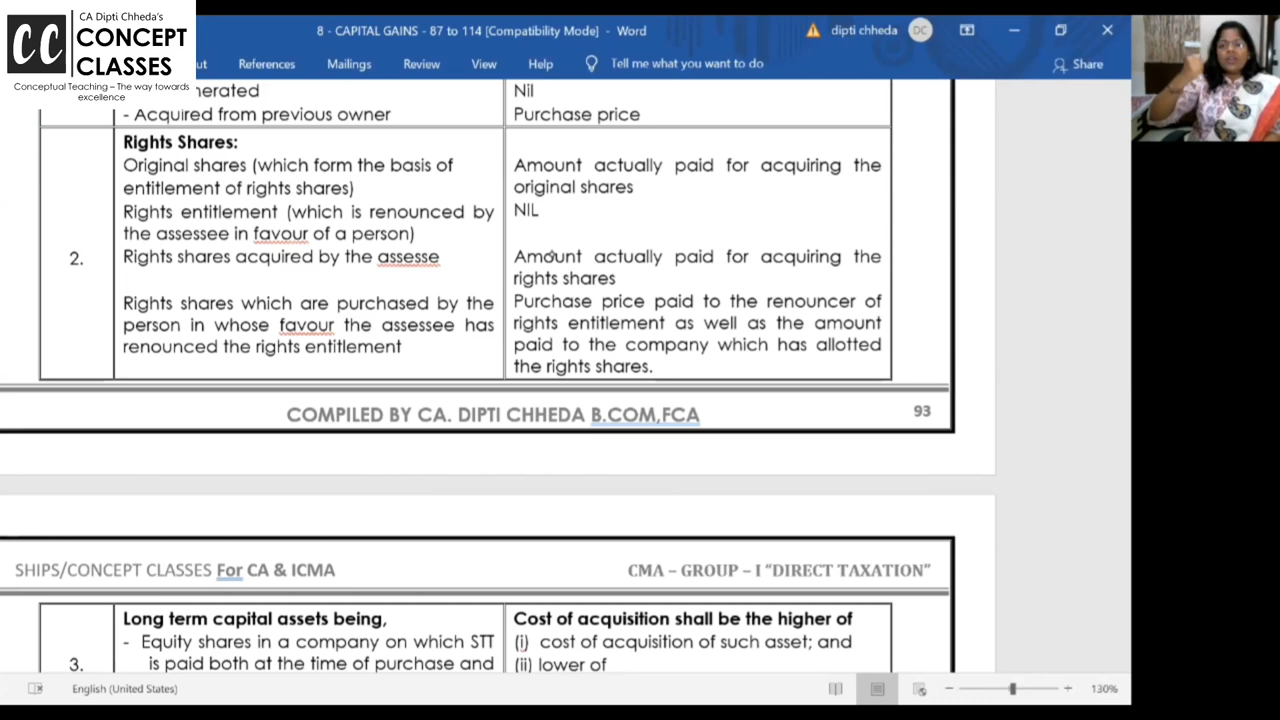 CA Dipti Chheda's
CC CONCEPT
CLASSES
Conceptual Teaching – The way towards
excellence
8 - CAPITAL GAINS - 87 to 114 [Compatibility Mode] - Word
dipti chheda
DC
References
Mailings
Review
View
Help
Tell me what you want to do
Share
Nil
- Acquired from previous owner
Purchase price
2.
Rights Shares:
Original shares (which form the basis of
entitlement of rights shares)
Rights entitlement (which is renounced by
the assessee in favour of a person)
Rights shares acquired by the assesse
Rights shares which are purchased by the
person in whose favour the assessee has
renounced the rights entitlement
Amount actually paid for acquiring the
original shares
NIL
Amount actually paid for acquiring the
rights shares
Purchase price paid to the renouncer of
rights entitlement as well as the amount
paid to the company which has allotted
the rights shares.
COMPILED BY CA. DIPTI CHHEDA B.COM,FCA
93
SHIPS/CONCEPT CLASSES For CA & ICMA
CMA – GROUP – I "DIRECT TAXATION"
3.
Long term capital assets being,
- Equity shares in a company on which STT
is paid both at the time of purchase and
Cost of acquisition shall be the higher of
(i) cost of acquisition of such asset; and
(ii) lower of
English (United States)
130%